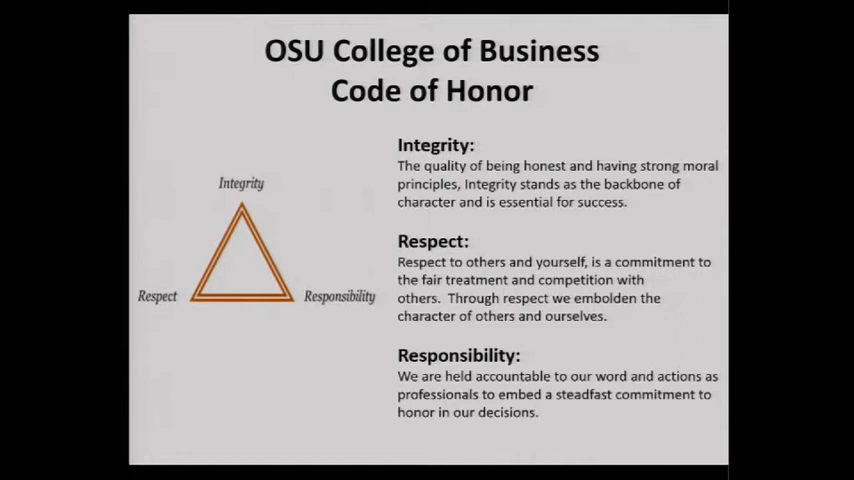 OSU College of Business
Code of Honor
Integrity
Respect
Responsibility
Integrity:
The quality of being honest and having strong moral
principles, Integrity stands as the backbone of
character and is essential for success.
Respect:
Respect to others and yourself, is a commitment to
the fair treatment and competition with
others. Through respect we embolden the
character of others and ourselves.
Responsibility:
We are held accountable to our word and actions as
professionals to embed a steadfast commitment to
honor in our decisions.